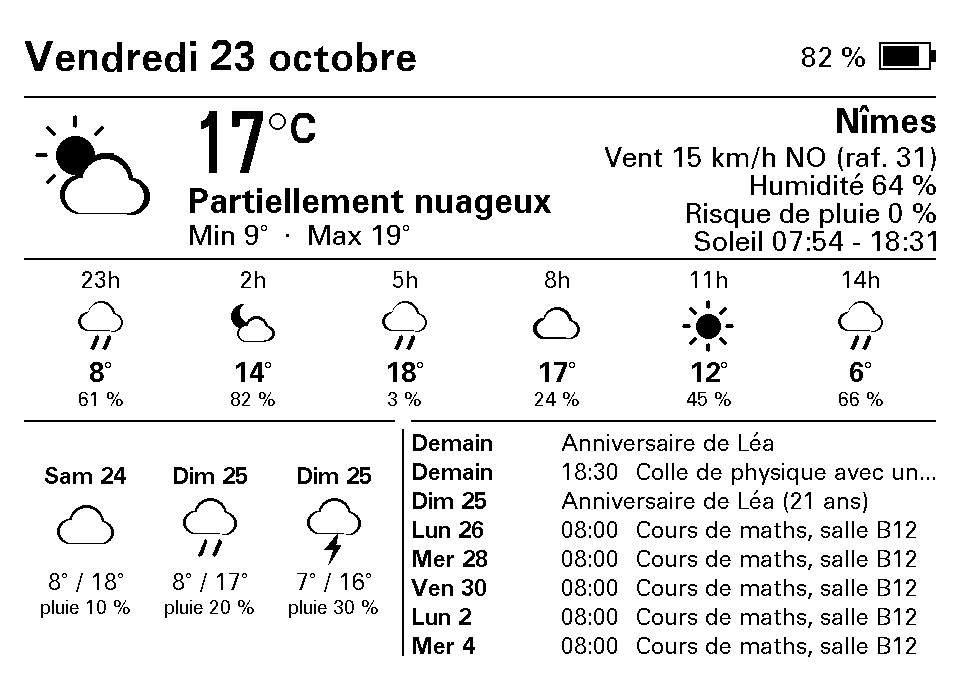 Vendredi 23 octobre
82 %
17°C
Partiellement nuageux
Min 9° · Max 19°
Nîmes
Vent 15 km/h NO (raf. 31)
Humidité 64 %
Risque de pluie 0 %
Soleil 07:54 - 18:31
23h 2h 5h 8h 11h 14h
8° 14° 18° 17° 12° 6°
61 % 82 % 3 % 24 % 45 % 66 %
Sam 24 Dim 25 Dim 25
8° / 18° 8° / 17° 7° / 16°
pluie 10 % pluie 20 % pluie 30 %
Demain Anniversaire de Léa
Demain 18:30 Colle de physique avec un...
Dim 25 Anniversaire de Léa (21 ans)
Lun 26 08:00 Cours de maths, salle B12
Mer 28 08:00 Cours de maths, salle B12
Ven 30 08:00 Cours de maths, salle B12
Lun 2 08:00 Cours de maths, salle B12
Mer 4 08:00 Cours de maths, salle B12